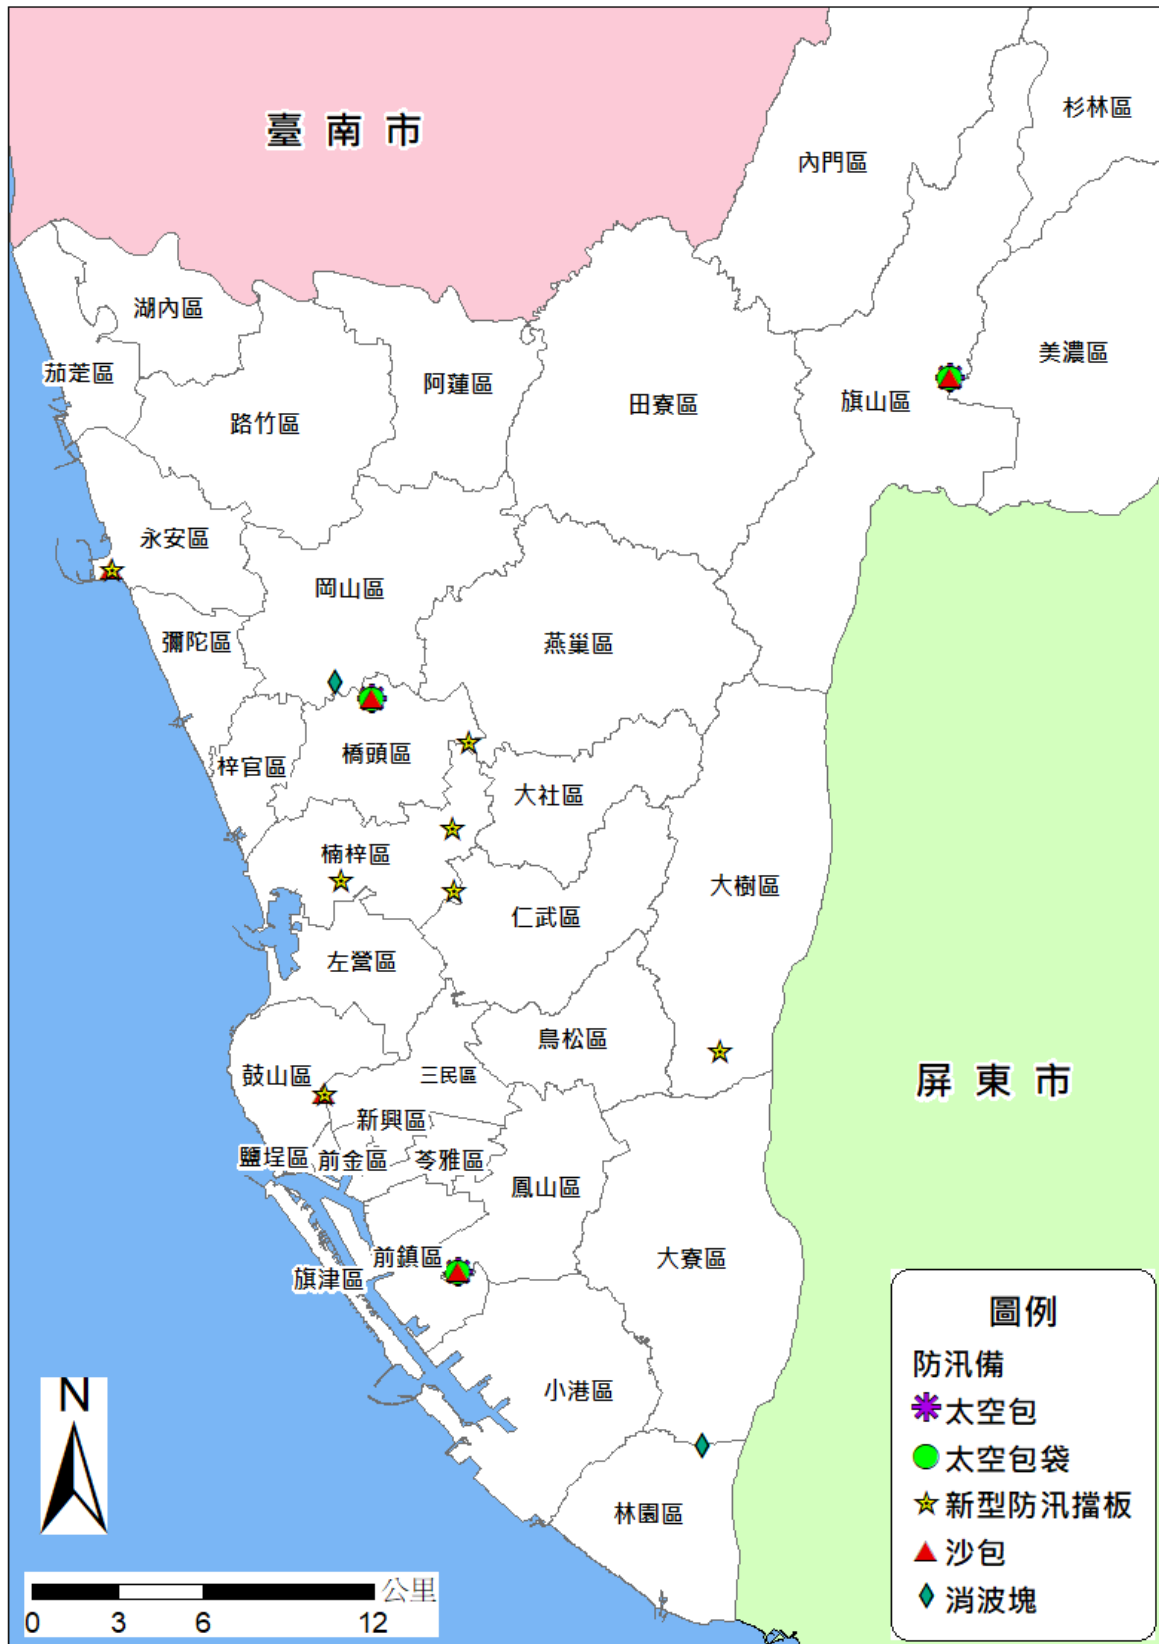 臺南市
杉林區
內門區
湖內區
美濃區
茄萣區
阿蓮區
旗山區
田寮區
路竹區
永安區
岡山區
彌陀區
燕巢區
橋頭區
梓官區
大社區
楠梓區
大樹區
仁武區
左營區
鳥松區
鼓山區
三民區
屏東市
新興區
鹽埕區
前金區
苓雅區
鳳山區
前鎮區
大寮區
旗津區
小港區
林園區
圖例
防汛備
太空包
太空包袋
新型防汛擋板
沙包
消波塊
N
公里
0 3 6 12